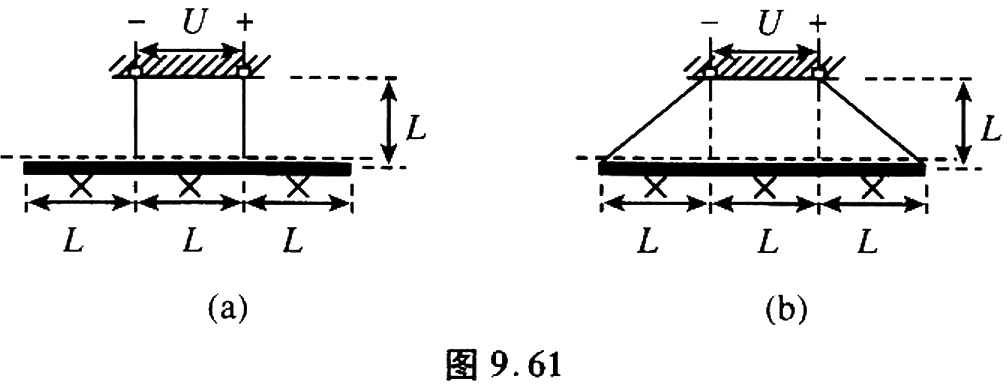 − U + − U +
L L
L L L L L L
(a) (b)
图 9.61